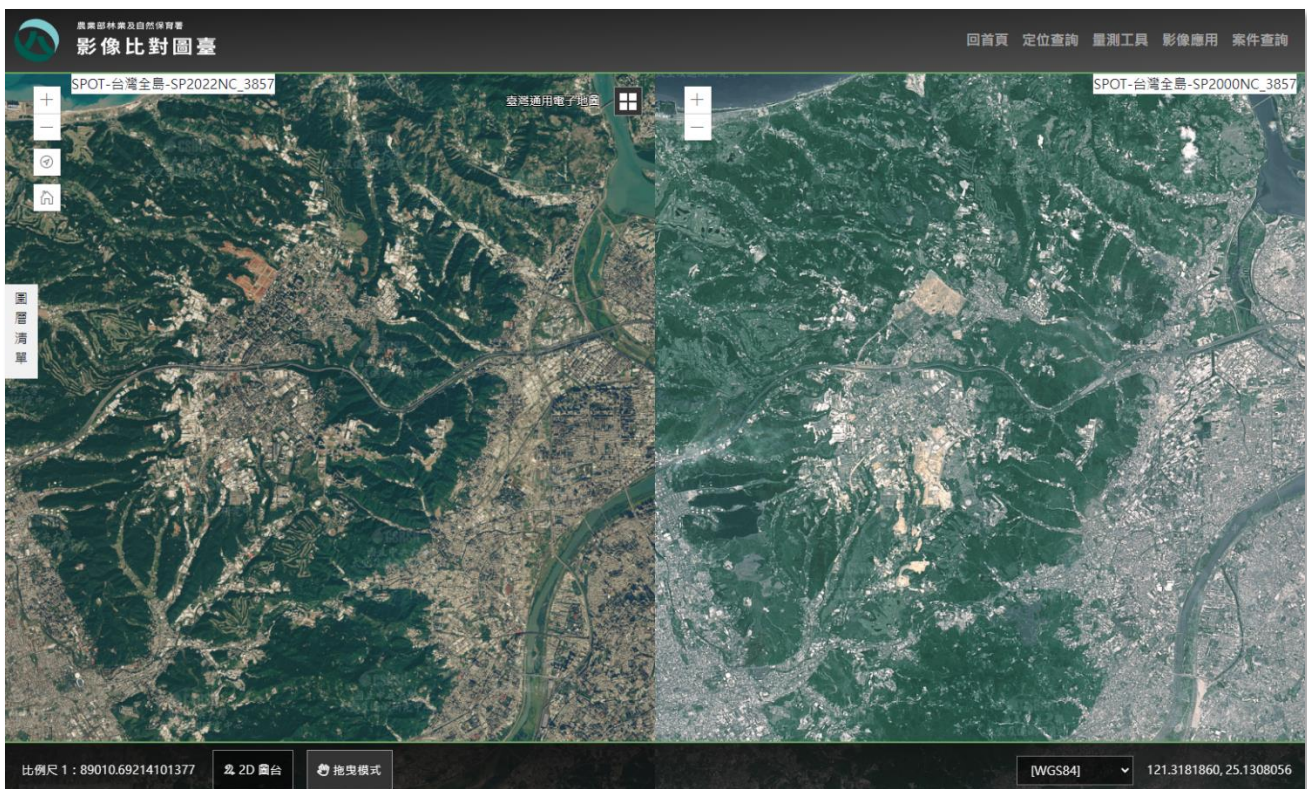 農業部林業及自然保育署
影像比對圖臺
回首頁 定位查詢 量測工具 影像應用 案件查詢
SPOT-台灣全島-SP2022NC_3857
臺灣通用電子地圖
SPOT-台灣全島-SP2000NC_3857
圖層清單
比例尺 1：89010.69214101377
2D 圖台
拖曳模式
[WGS84]
121.3181860, 25.1308056